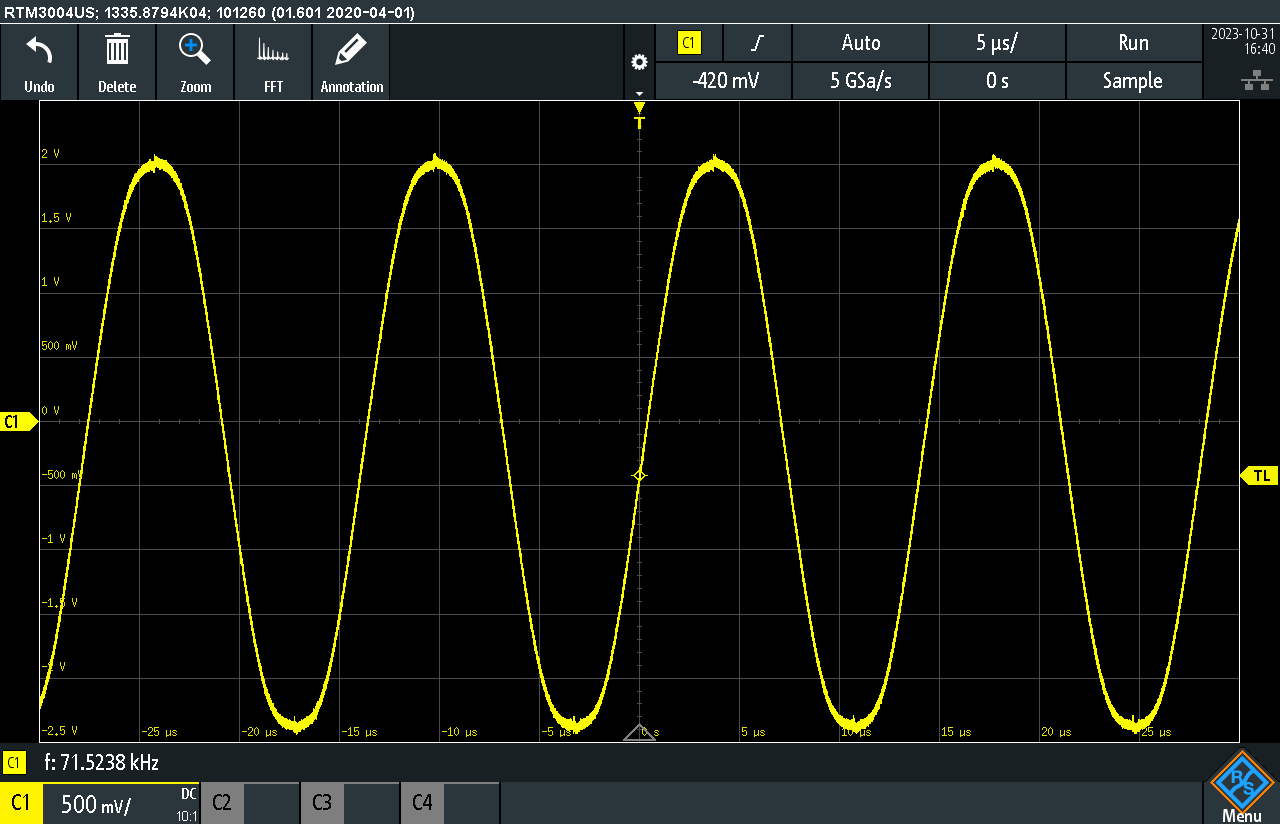 RTM3004US; 1335.8794K04; 101260 (01.601 2020-04-01)
Undo Delete Zoom FFT Annotation
C1 Auto 5 µs/ Run
2023-10-31
16:40
-420 mV 5 GSa/s 0 s Sample
T
2 V
1.5 V
1 V
500 mV
C1 0 V
-500 mV TL
-1 V
-1.5 V
-2 V
-2.5 V -25 µs -20 µs -15 µs -10 µs -5 µs 0 s 5 µs 10 µs 15 µs 20 µs 25 µs
C1 f: 71.5238 kHz
C1 500 mV/ DC 10:1 C2 C3 C4
R S
Menu